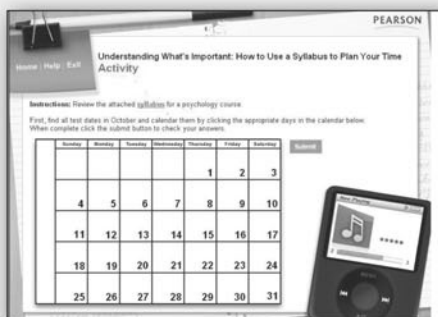 PEARSON
Home | Help | Exit
Understanding What's Important: How to Use a Syllabus to Plan Your Time
Activity
Instructions: Review the attached syllabus for a psychology course.
First, find all test dates in October and calendar them by clicking the appropriate days in the calendar below.
When complete click the submit button to check your answers.
Sunday Monday Tuesday Wednesday Thursday Friday Saturday
Submit
1 2 3
4 5 6 7 8 9 10
11 12 13 14 15 16 17
18 19 20 21 22 23 24
25 26 27 28 29 30 31
Now Playing
MENU